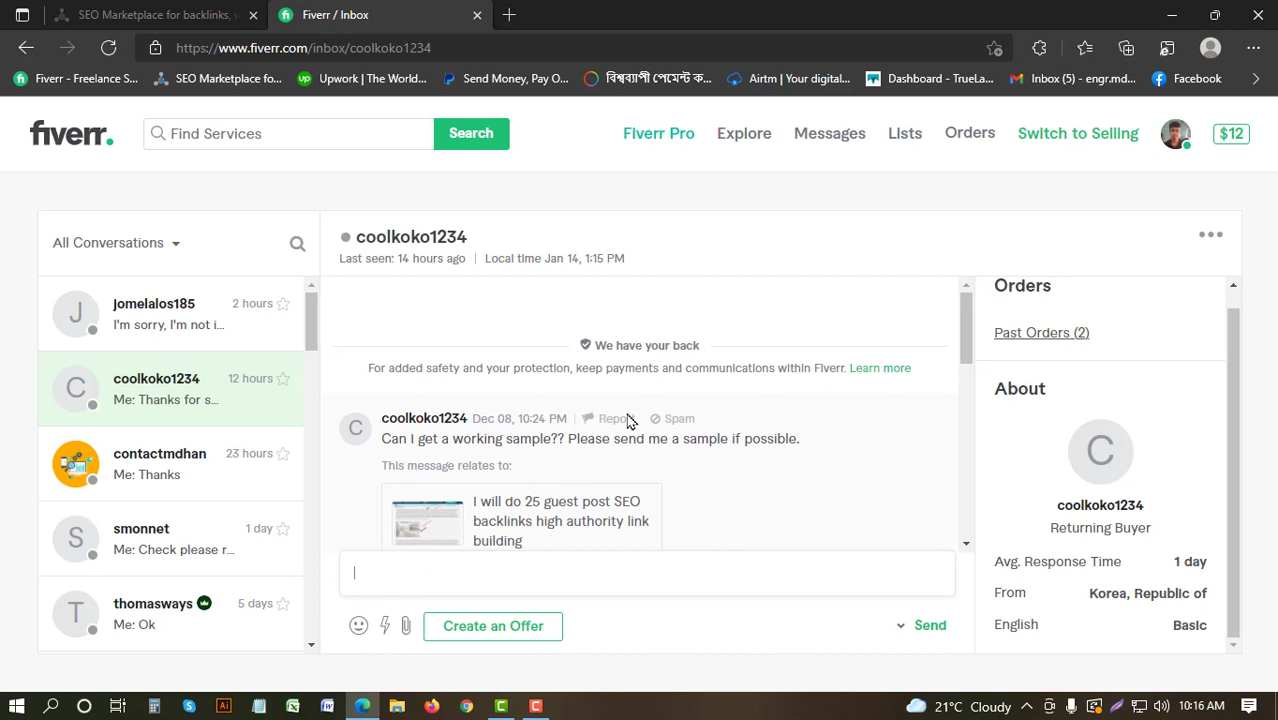 SEO Marketplace for backlinks, w
Fiverr / Inbox
https://www.fiverr.com/inbox/coolkoko1234
Fiverr - Freelance S...
SEO Marketplace fo...
Upwork | The World...
Send Money, Pay O...
বিশ্বব্যাপী পেমেন্ট ক...
Airtm | Your digital...
Dashboard - TrueLa...
Inbox (5) - engr.md...
Facebook
fiverr.
Find Services
Search
Fiverr Pro
Explore
Messages
Lists
Orders
Switch to Selling
$12
All Conversations
coolkoko1234
Last seen: 14 hours ago | Local time Jan 14, 1:15 PM
J
jomelalos185
2 hours
I'm sorry, I'm not i...
C
coolkoko1234
12 hours
Me: Thanks for s...
contactmdhan
23 hours
Me: Thanks
S
smonnet
1 day
Me: Check please r...
T
thomasways
5 days
Me: Ok
We have your back
For added safety and your protection, keep payments and communications within Fiverr. Learn more
C
coolkoko1234 Dec 08, 10:24 PM | Report Spam
Can I get a working sample?? Please send me a sample if possible.
This message relates to:
I will do 25 guest post SEO
backlinks high authority link
building
Create an Offer
Send
Orders
Past Orders (2)
About
C
coolkoko1234
Returning Buyer
Avg. Response Time 1 day
From Korea, Republic of
English Basic
21°C Cloudy
10:16 AM